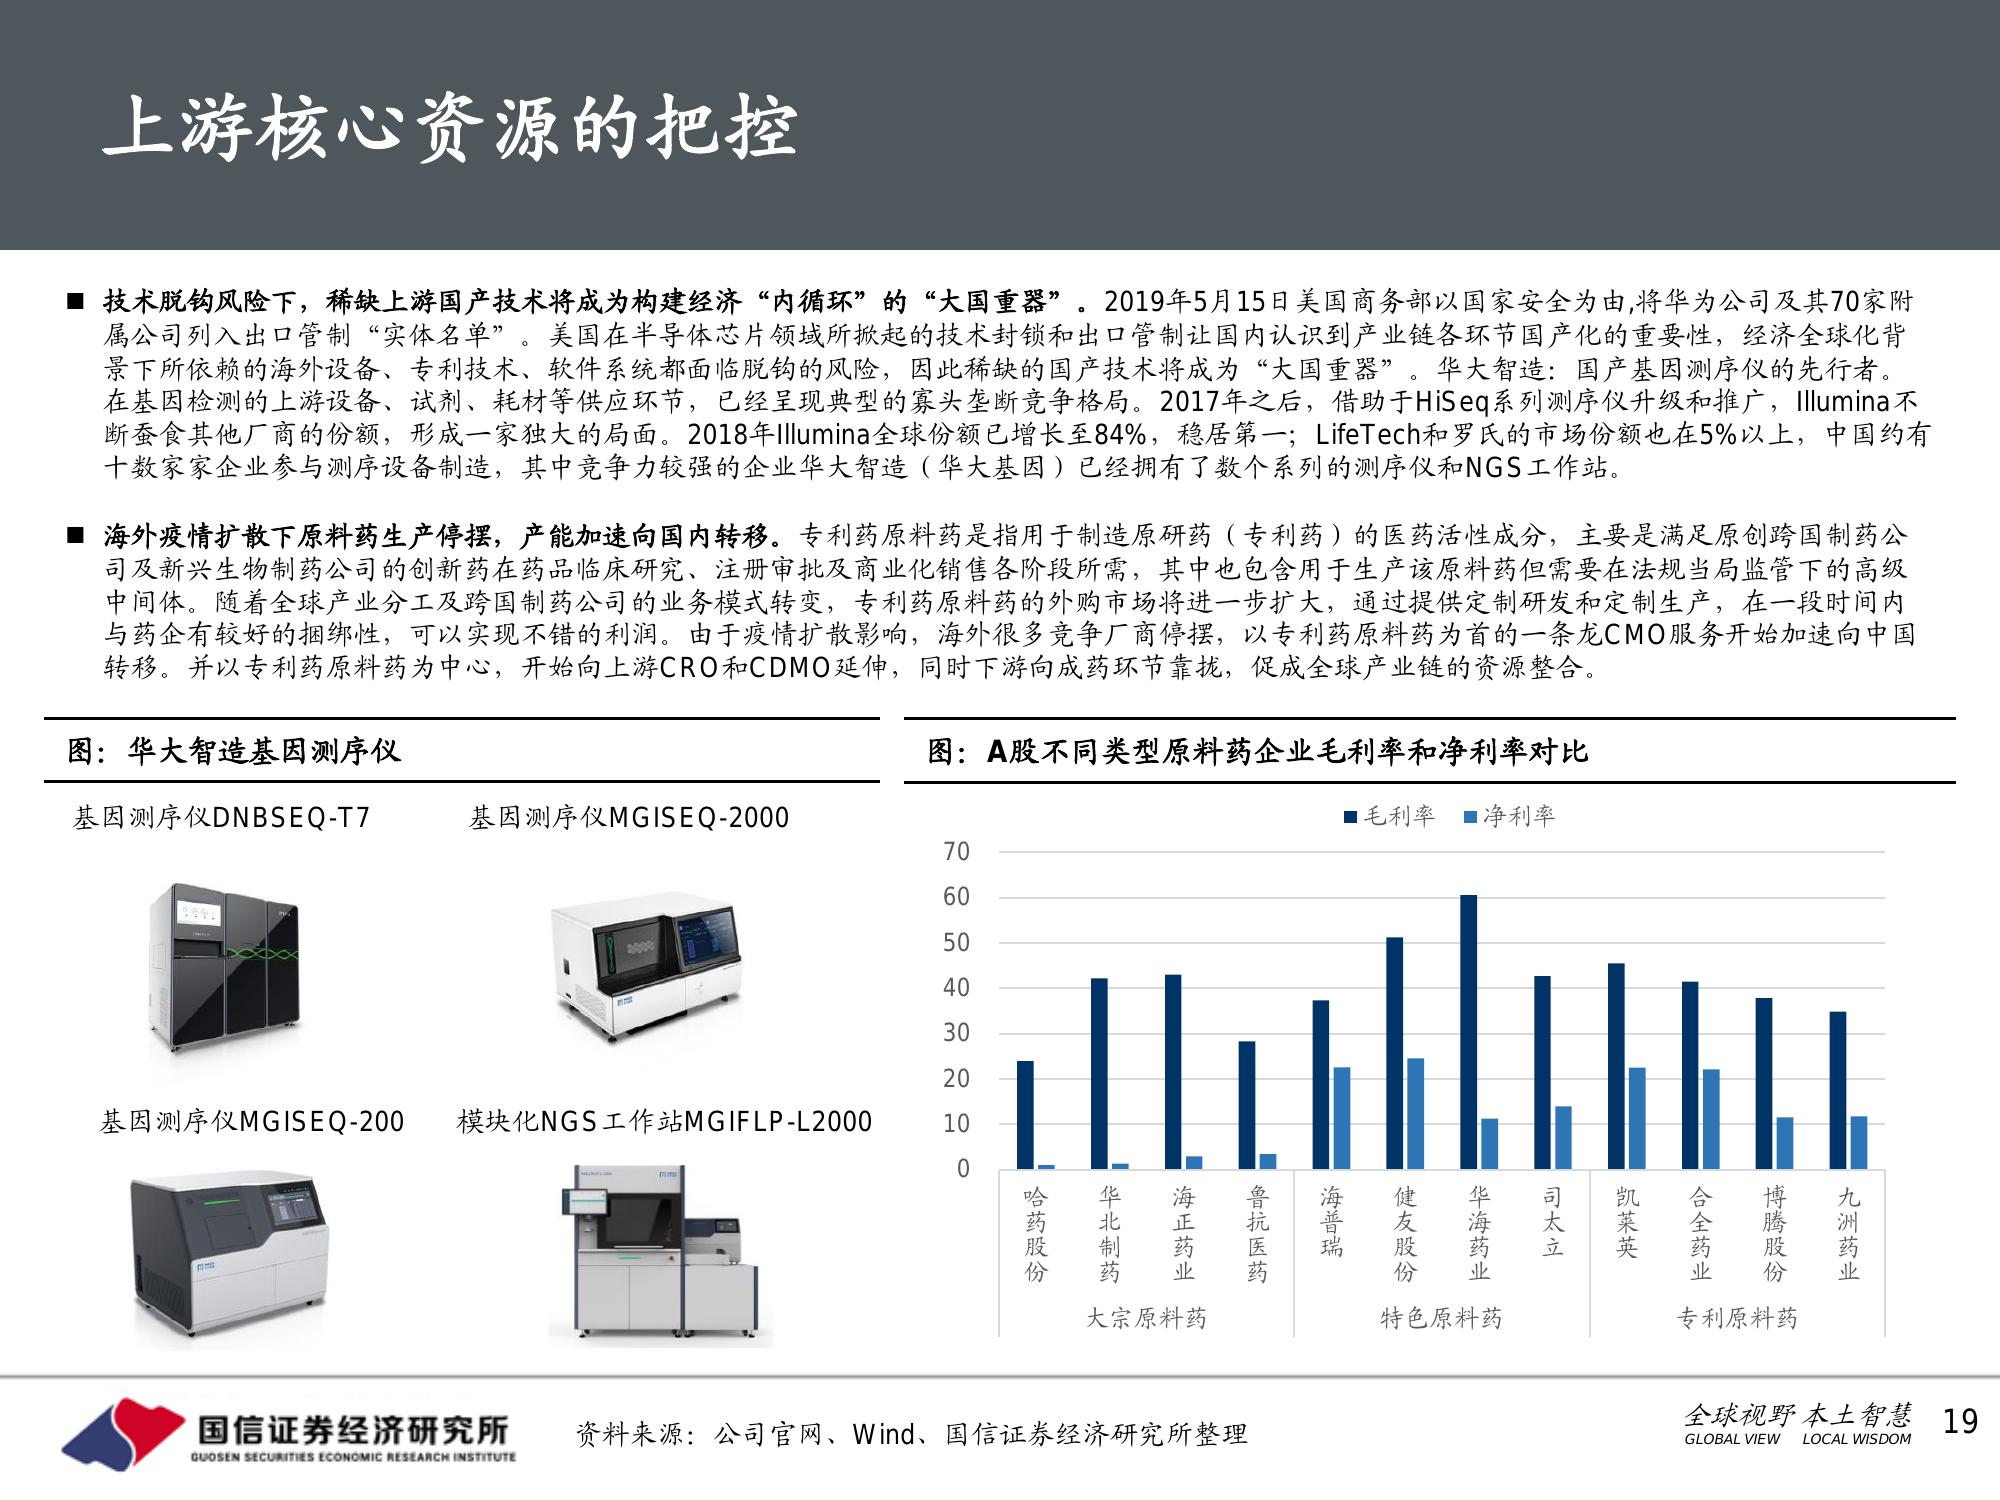 上游核心资源的把控
■ 技术脱钩风险下，稀缺上游国产技术将成为构建经济“内循环”的“大国重器”。2019年5月15日美国商务部以国家安全为由,将华为公司及其70家附
属公司列入出口管制“实体名单”。美国在半导体芯片领域所掀起的技术封锁和出口管制让国内认识到产业链各环节国产化的重要性，经济全球化背
景下所依赖的海外设备、专利技术、软件系统都面临脱钩的风险，因此稀缺的国产技术将成为“大国重器”。华大智造：国产基因测序仪的先行者。
在基因检测的上游设备、试剂、耗材等供应环节，已经呈现典型的寡头垄断竞争格局。2017年之后，借助于HiSeq系列测序仪升级和推广，Illumina不
断蚕食其他厂商的份额，形成一家独大的局面。2018年Illumina全球份额已增长至84%，稳居第一；LifeTech和罗氏的市场份额也在5%以上，中国约有
十数家家企业参与测序设备制造，其中竞争力较强的企业华大智造（华大基因）已经拥有了数个系列的测序仪和NGS工作站。
■ 海外疫情扩散下原料药生产停摆，产能加速向国内转移。专利药原料药是指用于制造原研药（专利药）的医药活性成分，主要是满足原创跨国制药公
司及新兴生物制药公司的创新药在药品临床研究、注册审批及商业化销售各阶段所需，其中也包含用于生产该原料药但需要在法规当局监管下的高级
中间体。随着全球产业分工及跨国制药公司的业务模式转变，专利药原料药的外购市场将进一步扩大，通过提供定制研发和定制生产，在一段时间内
与药企有较好的捆绑性，可以实现不错的利润。由于疫情扩散影响，海外很多竞争厂商停摆，以专利药原料药为首的一条龙CMO服务开始加速向中国
转移。并以专利药原料药为中心，开始向上游CRO和CDMO延伸，同时下游向成药环节靠拢，促成全球产业链的资源整合。
图：华大智造基因测序仪
基因测序仪DNBSEQ-T7
基因测序仪MGISEQ-2000
基因测序仪MGISEQ-200
模块化NGS工作站MGIFLP-L2000
图：A股不同类型原料药企业毛利率和净利率对比
毛利率 净利率
70
60
50
40
30
20
10
0
哈药股份
华北制药
海正药业
鲁抗医药
海普瑞
健友股份
华海药业
司太立
凯莱英
合全药业
博腾股份
九洲药业
大宗原料药
特色原料药
专利原料药
国信证券经济研究所
GUOSEN SECURITIES ECONOMIC RESEARCH INSTITUTE
资料来源：公司官网、Wind、国信证券经济研究所整理
全球视野 本土智慧
GLOBAL VIEW LOCAL WISDOM
19